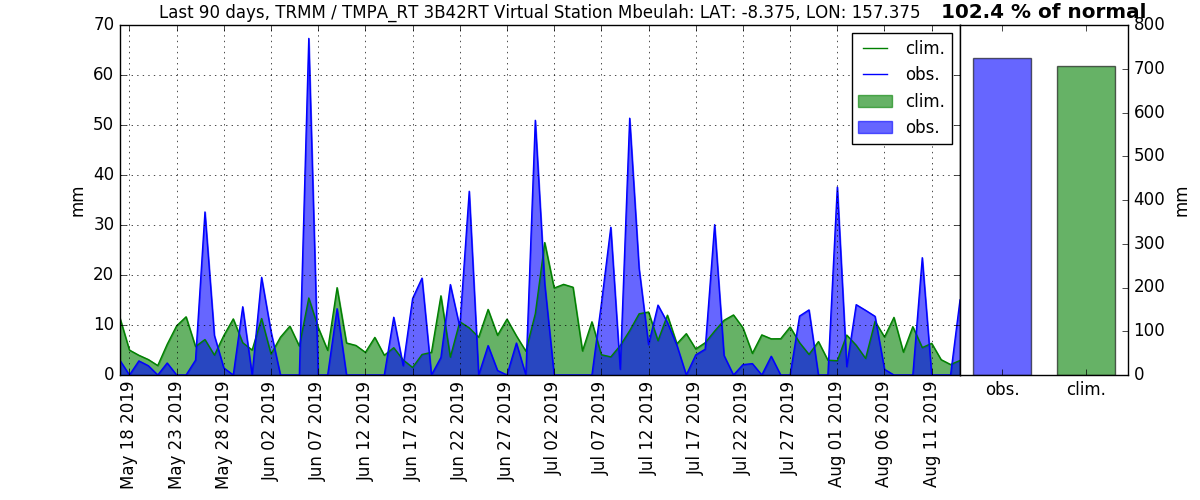 Last 90 days, TRMM / TMPA_RT 3B42RT Virtual Station Mbeulah: LAT: -8.375, LON: 157.375
102.4 % of normal
70
60
50
40
30
20
10
0
mm
clim.
obs.
clim.
obs.
800
700
600
500
400
300
200
100
0
mm
obs.
clim.
May 18 2019
May 23 2019
May 28 2019
Jun 02 2019
Jun 07 2019
Jun 12 2019
Jun 17 2019
Jun 22 2019
Jun 27 2019
Jul 02 2019
Jul 07 2019
Jul 12 2019
Jul 17 2019
Jul 22 2019
Jul 27 2019
Aug 01 2019
Aug 06 2019
Aug 11 2019